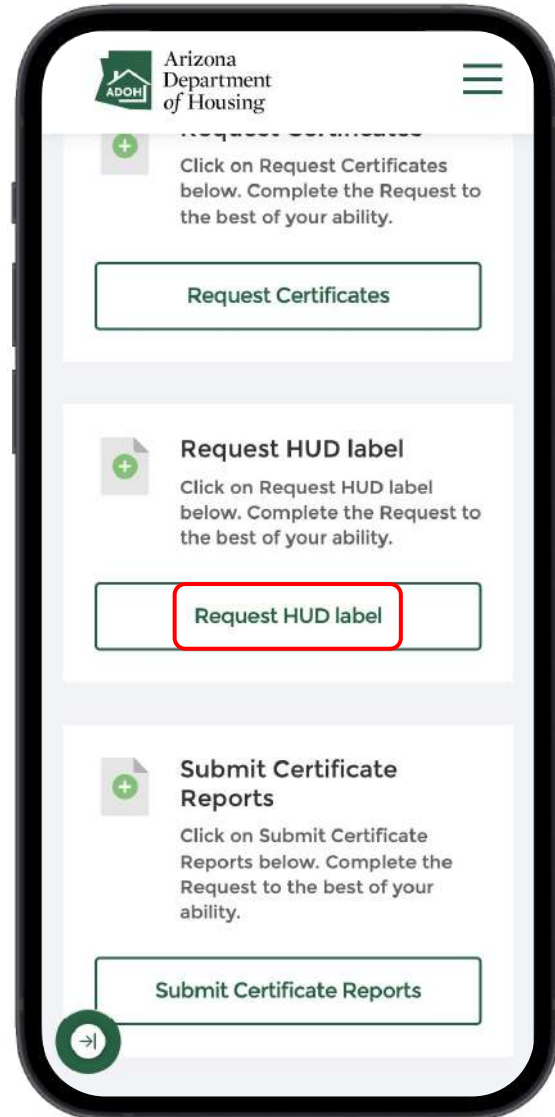 Arizona
Department
of Housing
ADOH
Request Certificates
Click on Request Certificates
below. Complete the Request to
the best of your ability.
Request Certificates
Request HUD label
Click on Request HUD label
below. Complete the Request to
the best of your ability.
Request HUD label
Submit Certificate
Reports
Click on Submit Certificate
Reports below. Complete the
Request to the best of your
ability.
Submit Certificate Reports